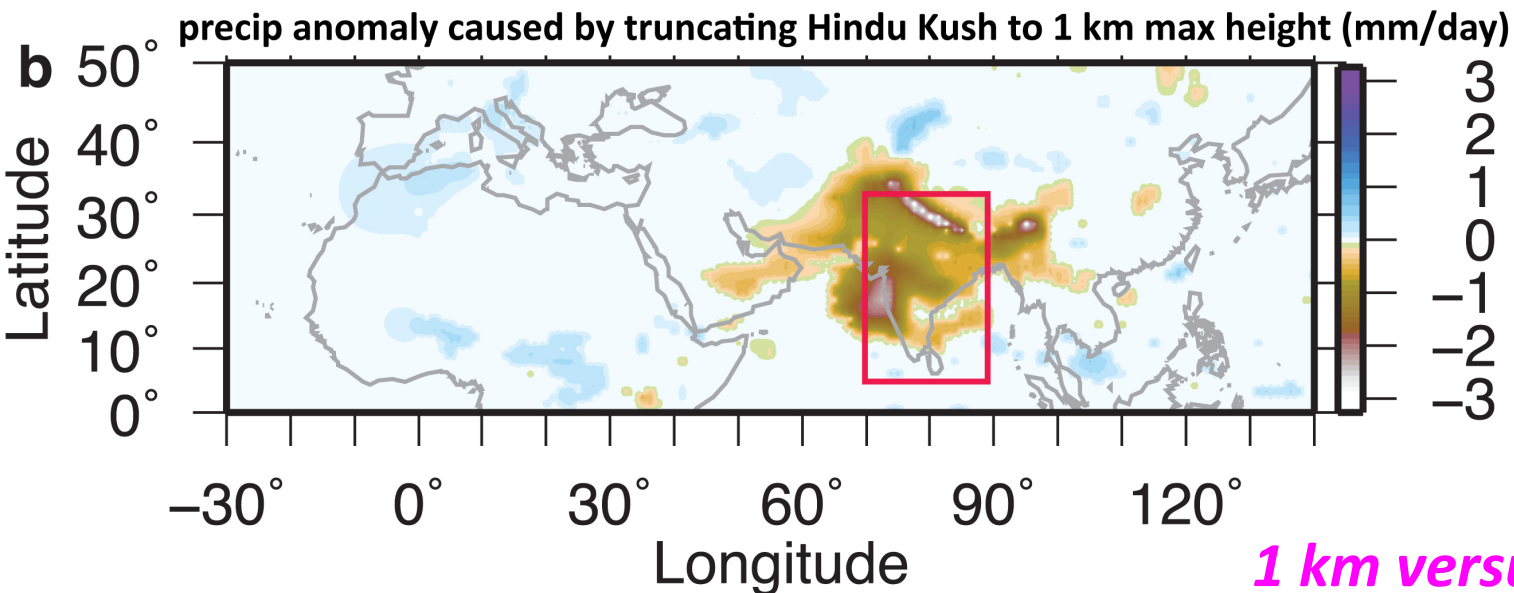 precip anomaly caused by truncating Hindu Kush to 1 km max height (mm/day)
b
Latitude
50°
40°
30°
20°
10°
0°
3
2
1
0
−1
−2
−3
−30° 0° 30° 60° 90° 120°
Longitude
1 km